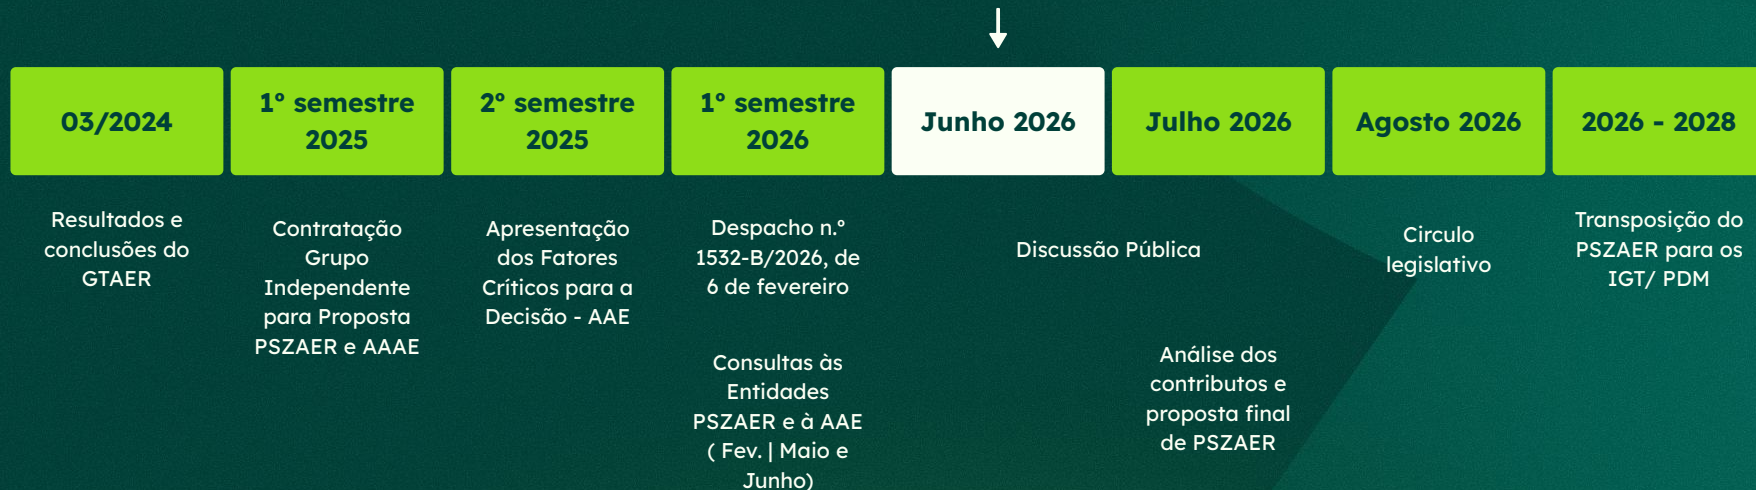 03/2024
1º semestre
2025
2º semestre
2025
1º semestre
2026
Junho 2026
Julho 2026
Agosto 2026
2026 - 2028
Resultados e
conclusões do
GTAER
Contratação
Grupo
Independente
para Proposta
PSZAER e AAAE
Apresentação
dos Fatores
Críticos para a
Decisão - AAE
Despacho n.º
1532-B/2026, de
6 de fevereiro
Consultas às
Entidades
PSZAER e à AAE
( Fev. | Maio e
Junho)
Discussão Pública
Análise dos
contributos e
proposta final
de PSZAER
Circulo
legislativo
Transposição do
PSZAER para os
IGT/ PDM